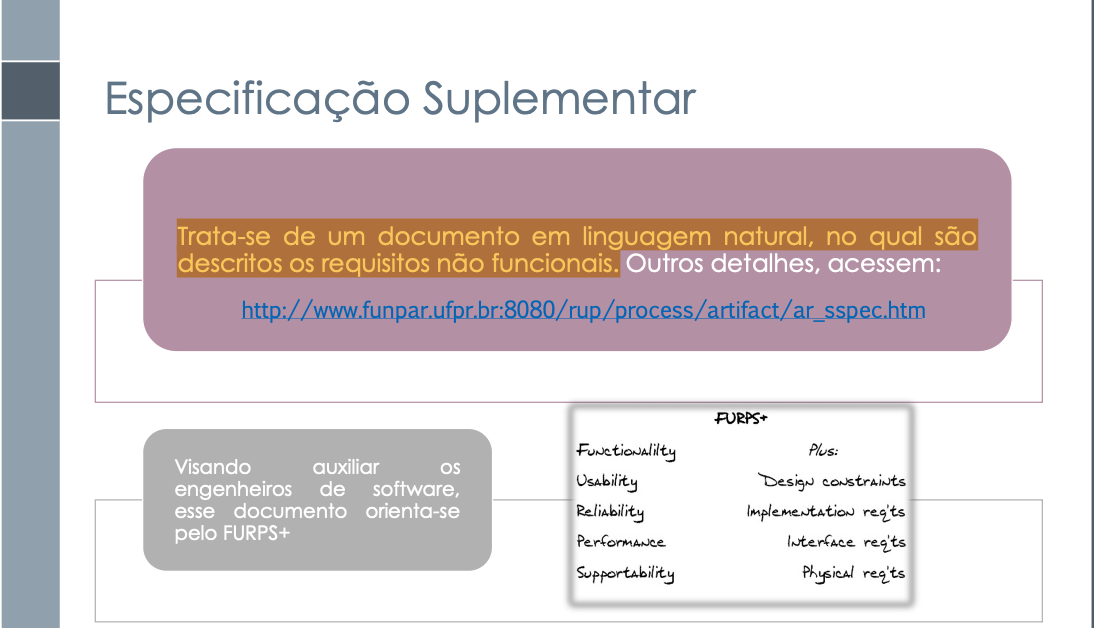 Especificação Suplementar
Trata-se de um documento em linguagem natural, no qual são
descritos os requisitos não funcionais. Outros detalhes, acessem:
http://www.funpar.ufpr.br:8080/rup/process/artifact/ar_sspec.htm
Visando auxiliar os
engenheiros de software,
esse documento orienta-se
pelo FURPS+
FURPS+
Functionalilty Plus:
Usability Design constraints
Reliability Implementation req'ts
Performance Interface req'ts
Supportability Physical req'ts